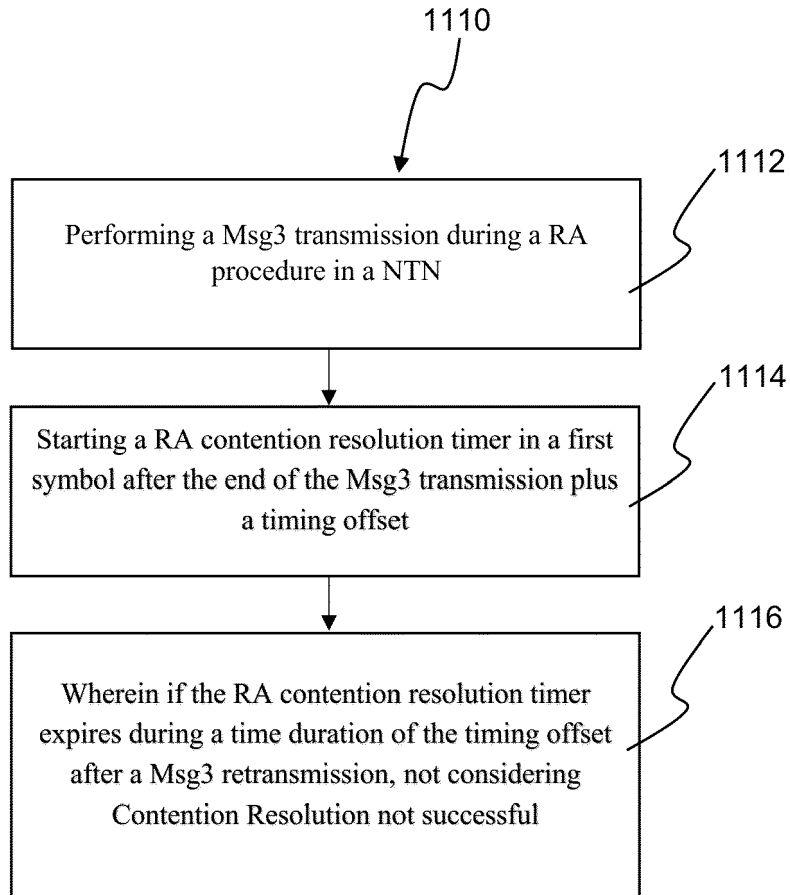 1110
1112
Performing a Msg3 transmission during a RA
procedure in a NTN
1114
Starting a RA contention resolution timer in a first
symbol after the end of the Msg3 transmission plus
a timing offset
1116
Wherein if the RA contention resolution timer
expires during a time duration of the timing offset
after a Msg3 retransmission, not considering
Contention Resolution not successful